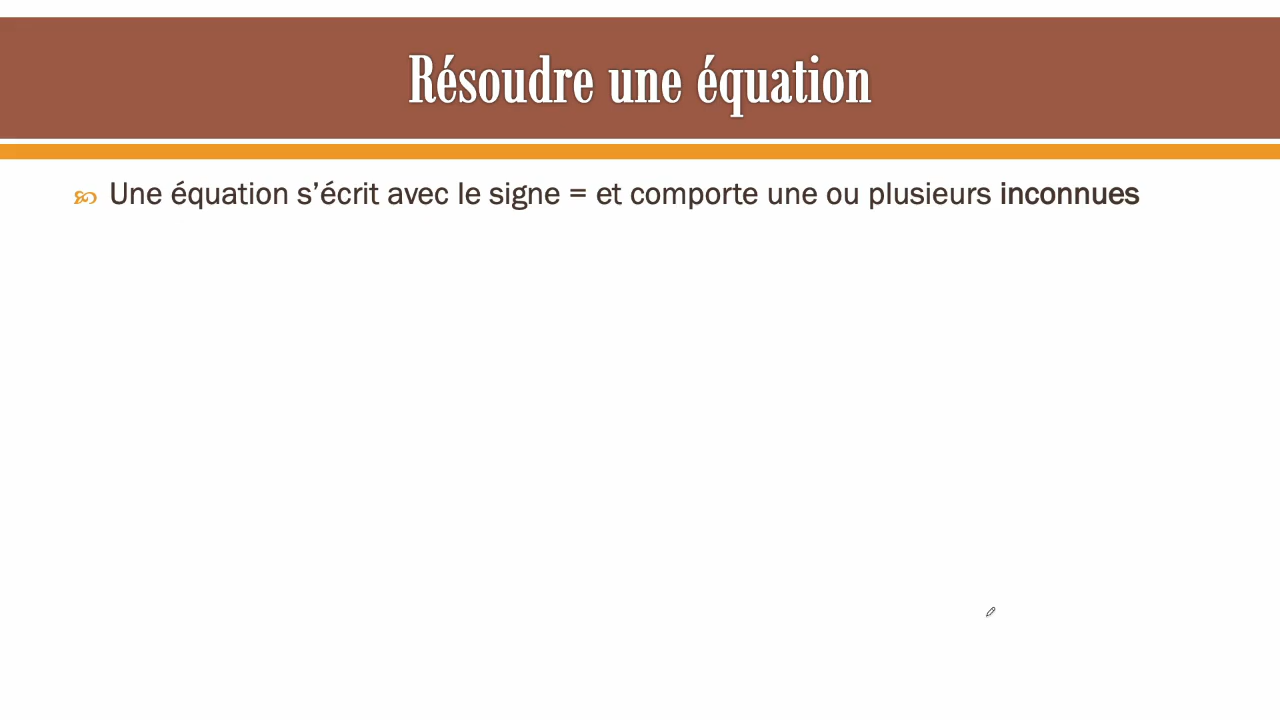 Résoudre une équation
Une équation s’écrit avec le signe = et comporte une ou plusieurs inconnues